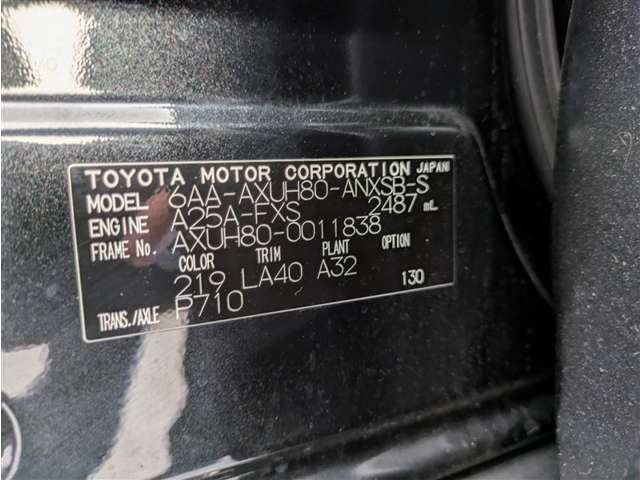 TOYOTA MOTOR CORPORATION JAPAN
MODEL 6AA-AXUH80-ANXSB-S
ENGINE A25A-FXS 2487 mL
FRAME No. AXUH80-0011838
COLOR TRIM PLANT OPTION
219 LA40 A32 130
TRANS./AXLE P710